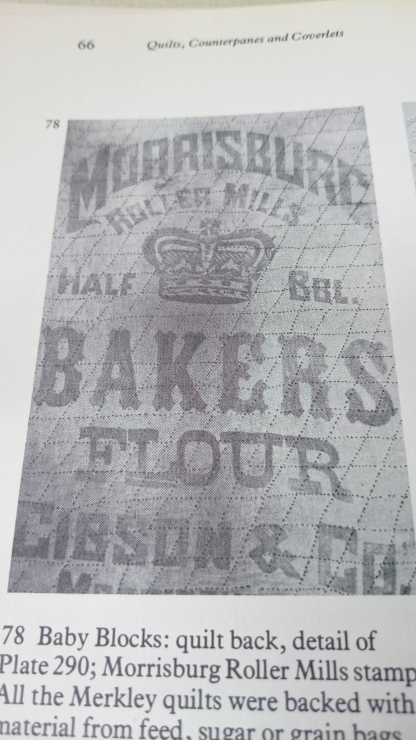 66
Quilts, Counterpanes and Coverlets
78
MORRISBURG
ROLLER MILLS
HALF BBL.
BAKERS
FLOUR
GIBSON & CO.
78 Baby Blocks: quilt back, detail of
Plate 290; Morrisburg Roller Mills stamp
All the Merkley quilts were backed with
material from feed, sugar or grain bags